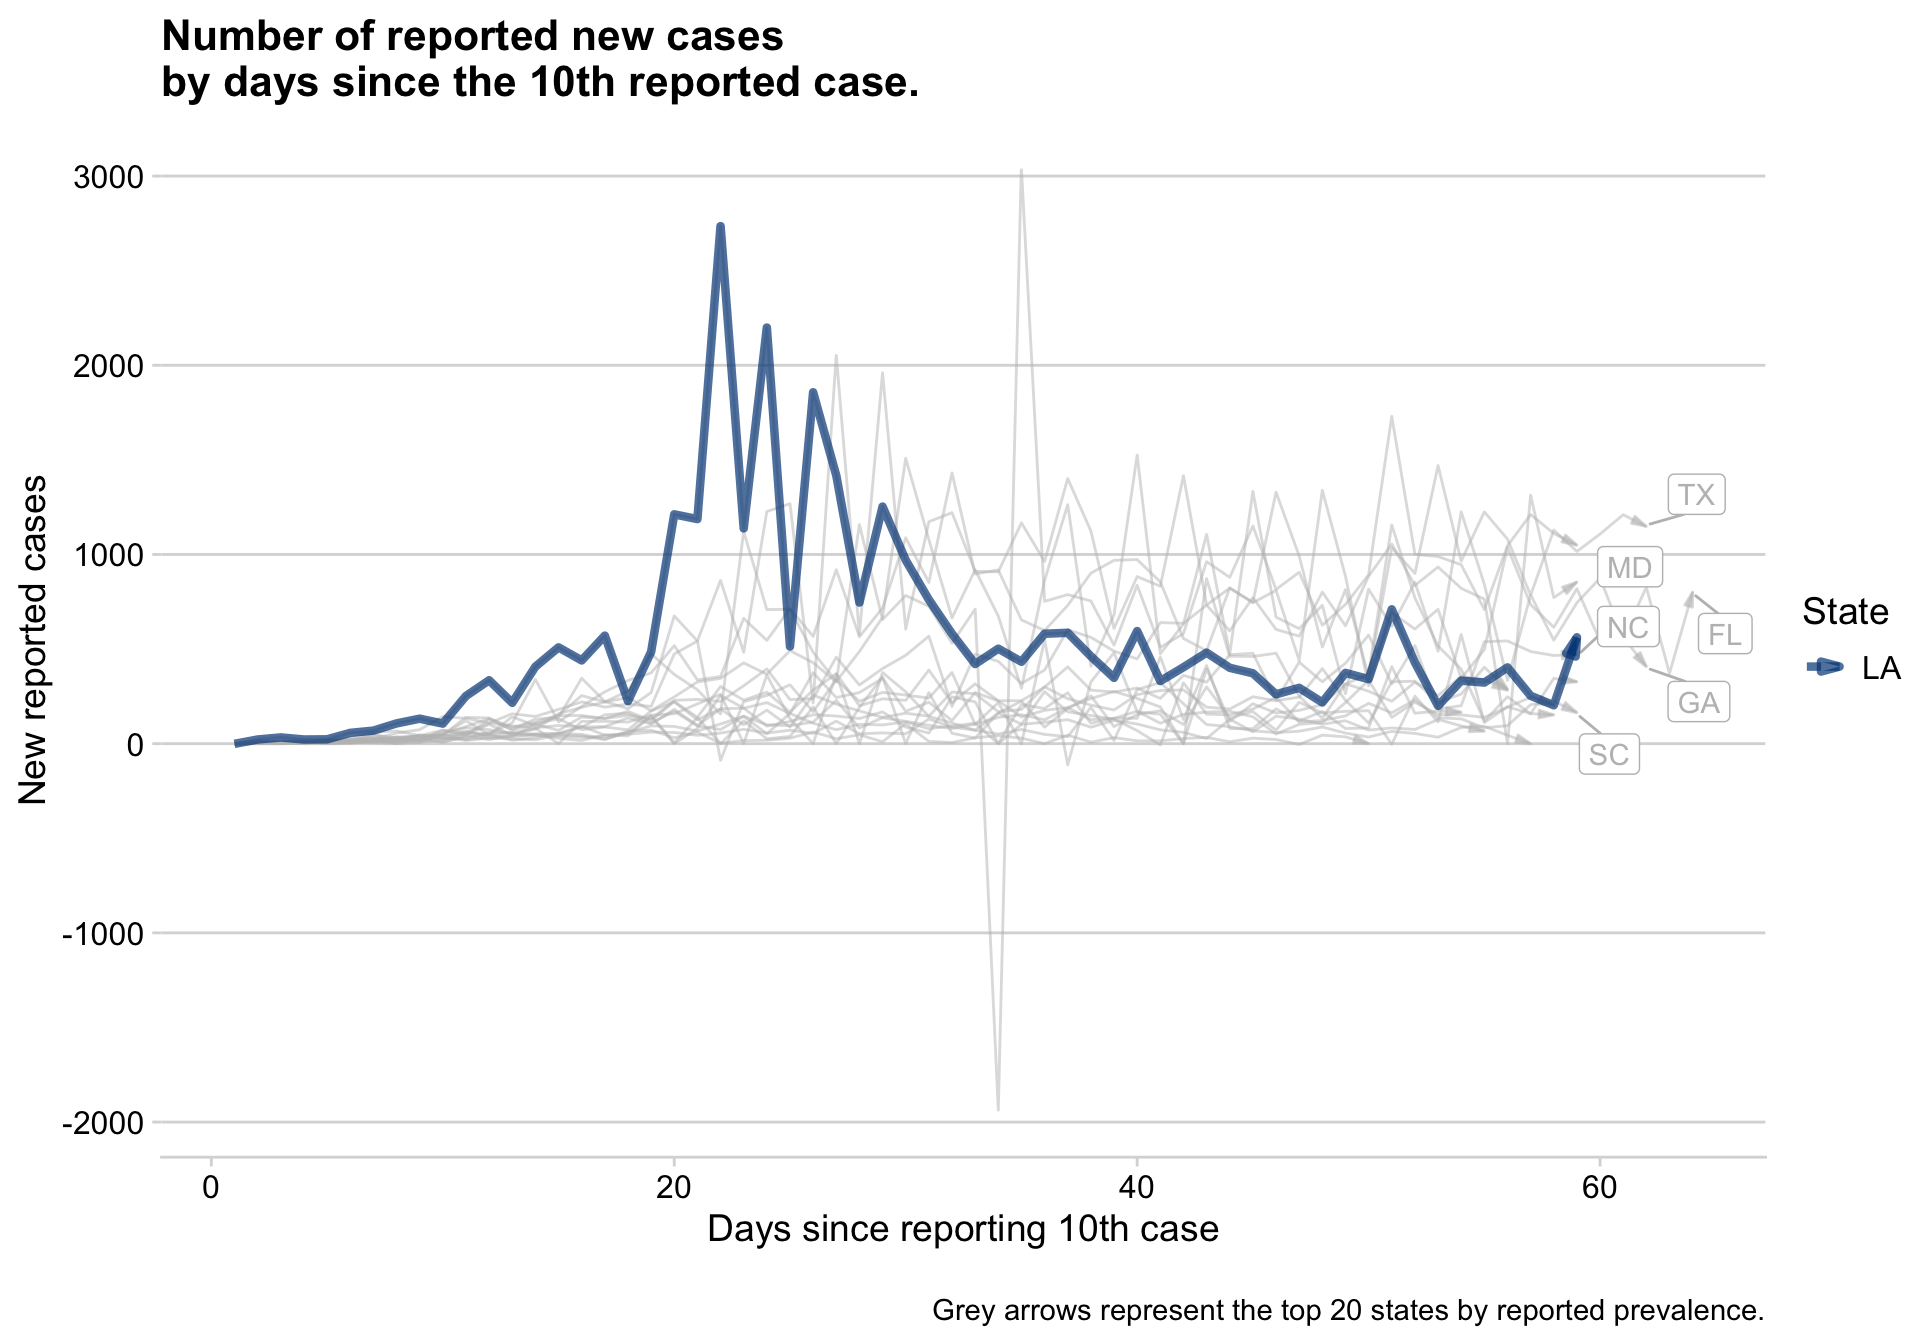 Number of reported new cases
by days since the 10th reported case.
3000
2000
1000
0
-1000
-2000
New reported cases
TX
MD
NC
FL
GA
SC
State
LA
0
20
40
60
Days since reporting 10th case
Grey arrows represent the top 20 states by reported prevalence.